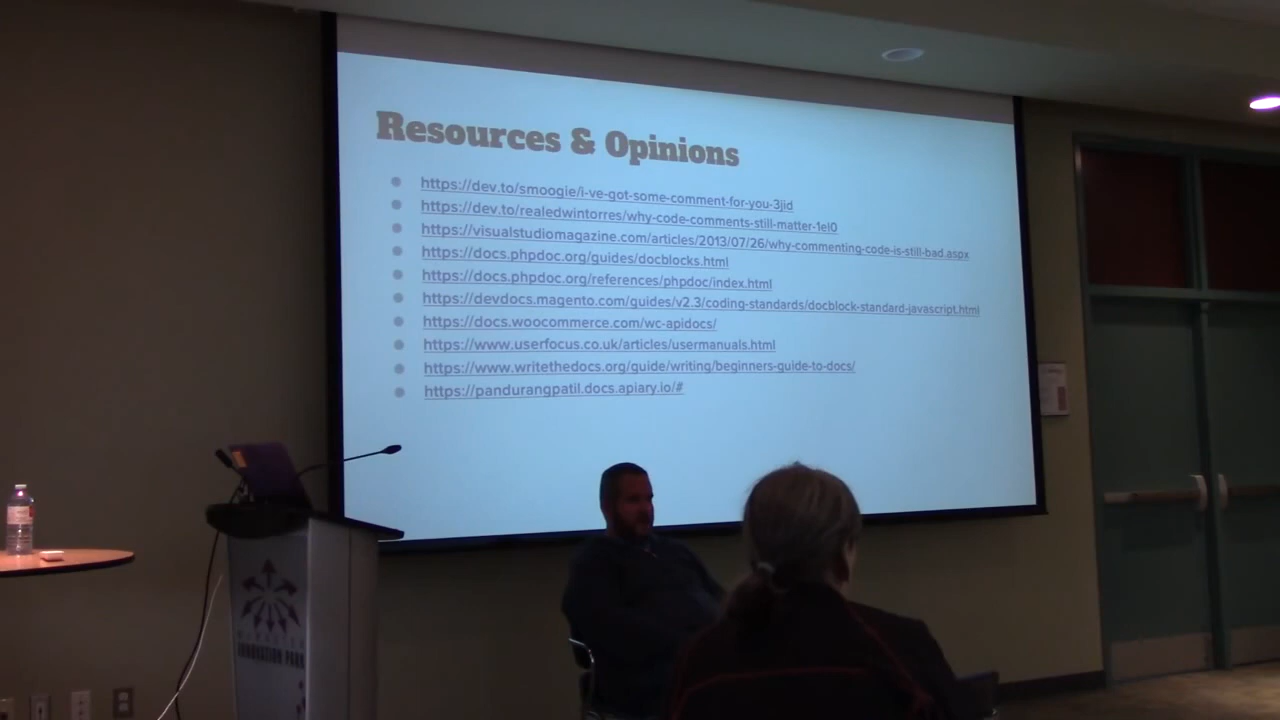 Resources & Opinions
https://dev.to/smoogie/i-ve-got-some-comment-for-you-3jid
https://dev.to/realedwintorres/why-code-comments-still-matter-1el0
https://visualstudiomagazine.com/articles/2013/07/26/why-commenting-code-is-still-bad.aspx
https://docs.phpdoc.org/guides/docblocks.html
https://docs.phpdoc.org/references/phpdoc/index.html
https://devdocs.magento.com/guides/v2.3/coding-standards/docblock-standard-javascript.html
https://docs.woocommerce.com/wc-apidocs/
https://www.userfocus.co.uk/articles/usermanuals.html
https://www.writethedocs.org/guide/writing/beginners-guide-to-docs/
https://pandurangpatil.docs.apiary.io/#
INNOVATION PARK